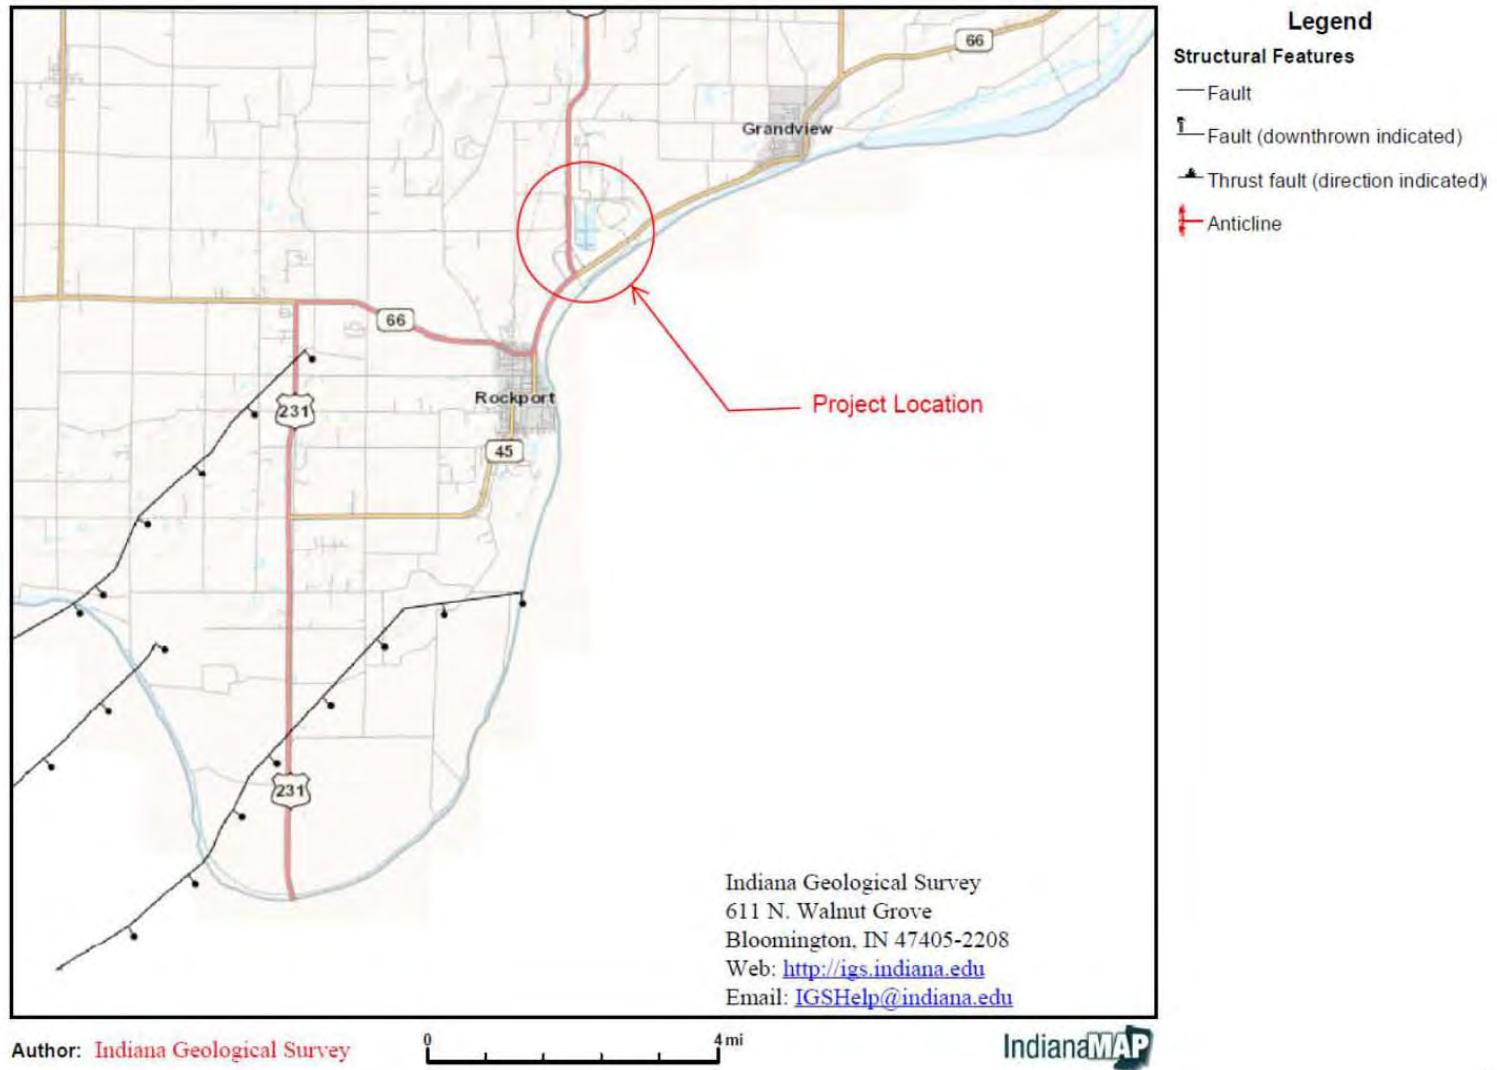 Legend
Structural Features
Fault
Fault (downthrown indicated)
Thrust fault (direction indicated)
Anticline
66
Grandview
66
Rockport
231
45
Project Location
231
Indiana Geological Survey
611 N. Walnut Grove
Bloomington, IN 47405-2208
Web: http://igs.indiana.edu
Email: IGSHelp@indiana.edu
Author: Indiana Geological Survey
0 4 mi
IndianaMAP